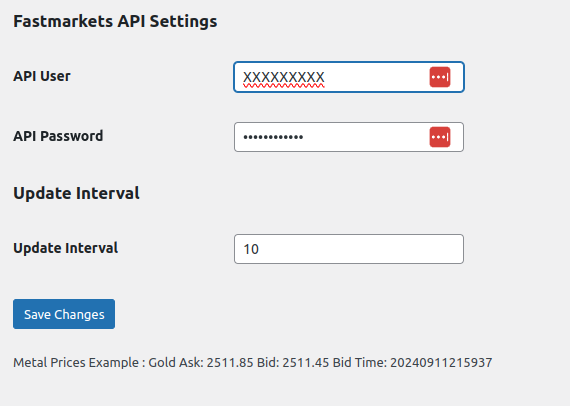 Fastmarkets API Settings
API User XXXXXXXXX
API Password ••••••••••••
Update Interval
Update Interval 10
Save Changes
Metal Prices Example : Gold Ask: 2511.85 Bid: 2511.45 Bid Time: 20240911215937